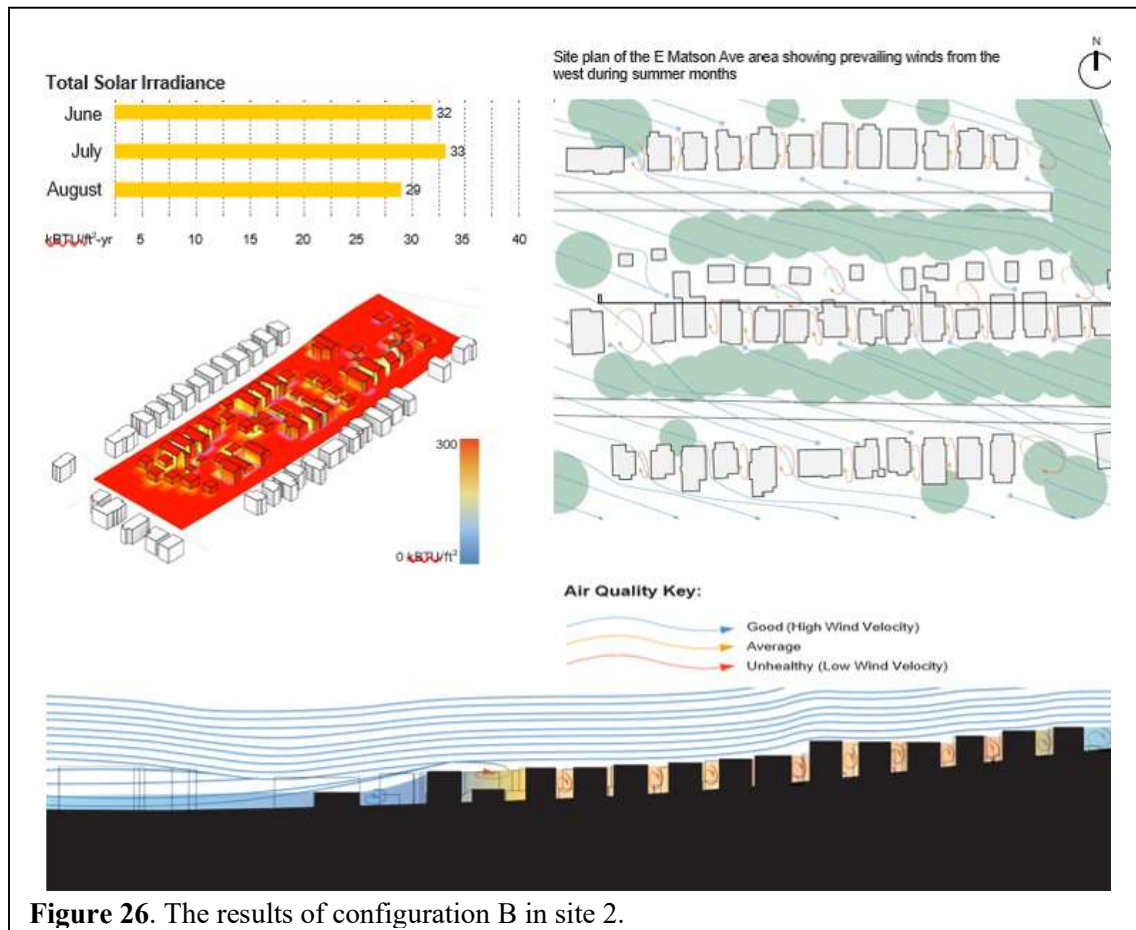 Total Solar Irradiance
June
32
July
33
August
29
kBTU/ft²-yr 5 10 15 20 25 30 35 40
300
0 kBTU/ft²
Site plan of the E Matson Ave area showing prevailing winds from the
west during summer months
N
Air Quality Key:
Good (High Wind Velocity)
Average
Unhealthy (Low Wind Velocity)
Figure 26. The results of configuration B in site 2.